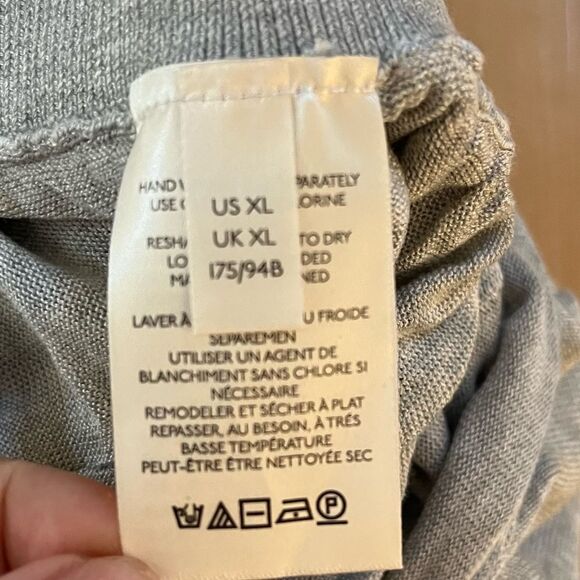 HAND PARATELY
USE LORINE
US XL
UK XL
175/94B
RESHA TO DRY
LO DED
MA NED
LAVER À U FROIDE
SEPAREMEN
UTILISER UN AGENT DE
BLANCHIMENT SANS CHLORE SI
NÉCESSAIRE
REMODELER ET SÉCHER À PLAT
REPASSER, AU BESOIN, À TRÉS
BASSE TEMPÉRATURE
PEUT-ÊTRE ÊTRE NETTOYÉE SEC
P